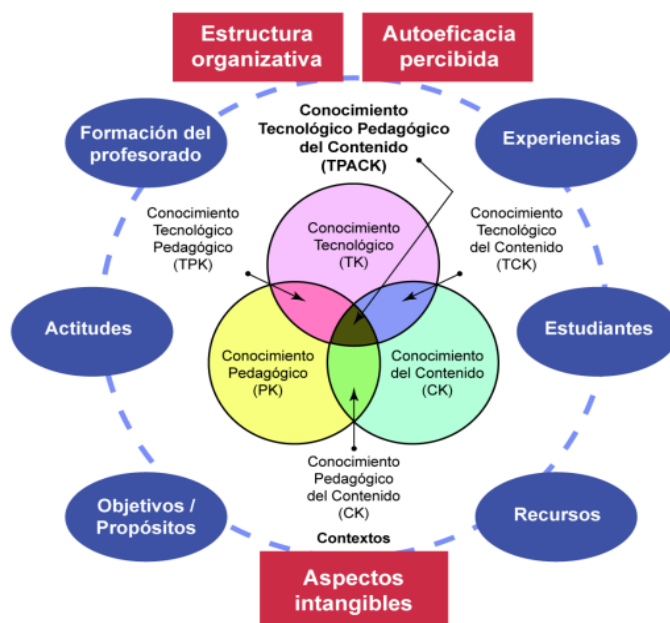 Estructura
organizativa
Autoeficacia
percibida
Formación del
profesorado
Conocimiento
Tecnológico Pedagógico
del Contenido
(TPACK)
Experiencias
Conocimiento
Tecnológico
Pedagógico
(TPK)
Conocimiento
Tecnológico
(TK)
Conocimiento
Tecnológico
del Contenido
(TCK)
Actitudes
Conocimiento
Pedagógico
(PK)
Conocimiento
del Contenido
(CK)
Estudiantes
Conocimiento
Pedagógico
del Contenido
(CK)
Objetivos /
Propósitos
Recursos
Contextos
Aspectos
intangibles